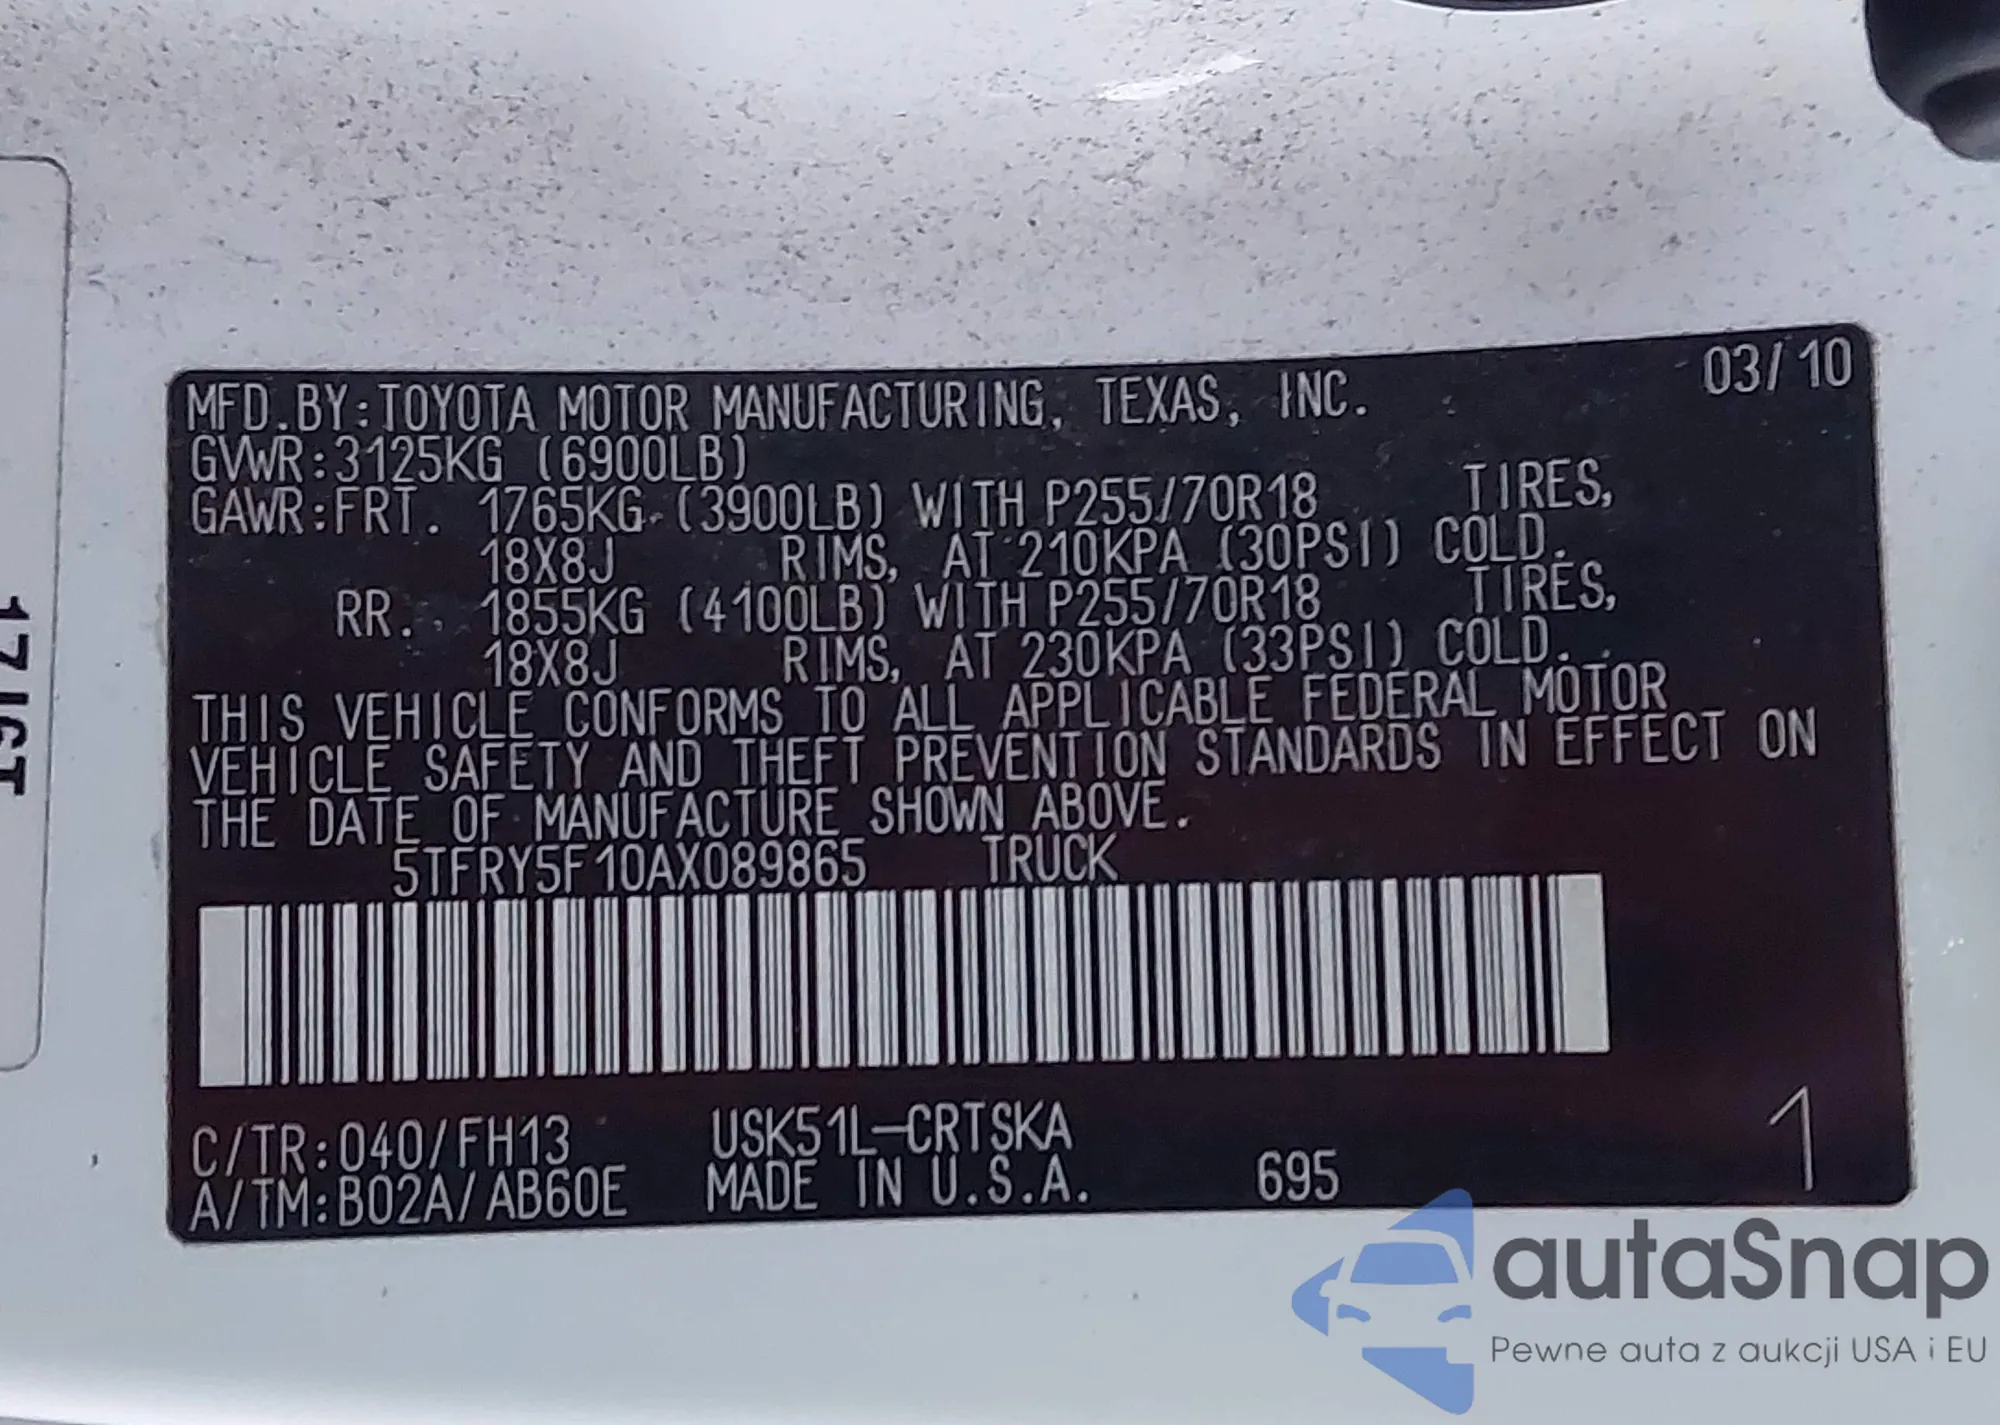 MFD.BY:TOYOTA MOTOR MANUFACTURING, TEXAS, INC. 03/10
GVWR:3125KG (6900LB)
GAWR:FRT. 1765KG (3900LB) WITH P255/70R18 TIRES,
18X8J RIMS, AT 210KPA (30PSI) COLD.
RR. 1855KG (4100LB) WITH P255/70R18 TIRES,
18X8J RIMS, AT 230KPA (33PSI) COLD.
THIS VEHICLE CONFORMS TO ALL APPLICABLE FEDERAL MOTOR
VEHICLE SAFETY AND THEFT PREVENTION STANDARDS IN EFFECT ON
THE DATE OF MANUFACTURE SHOWN ABOVE.
5TFRY5F10AX089865 TRUCK
C/TR:040/FH13 USK51L-CRTSKA
A/TM:B02A/AB60E MADE IN U.S.A. 695 1
autaSnap
Pewne auta z aukcji USA i EU